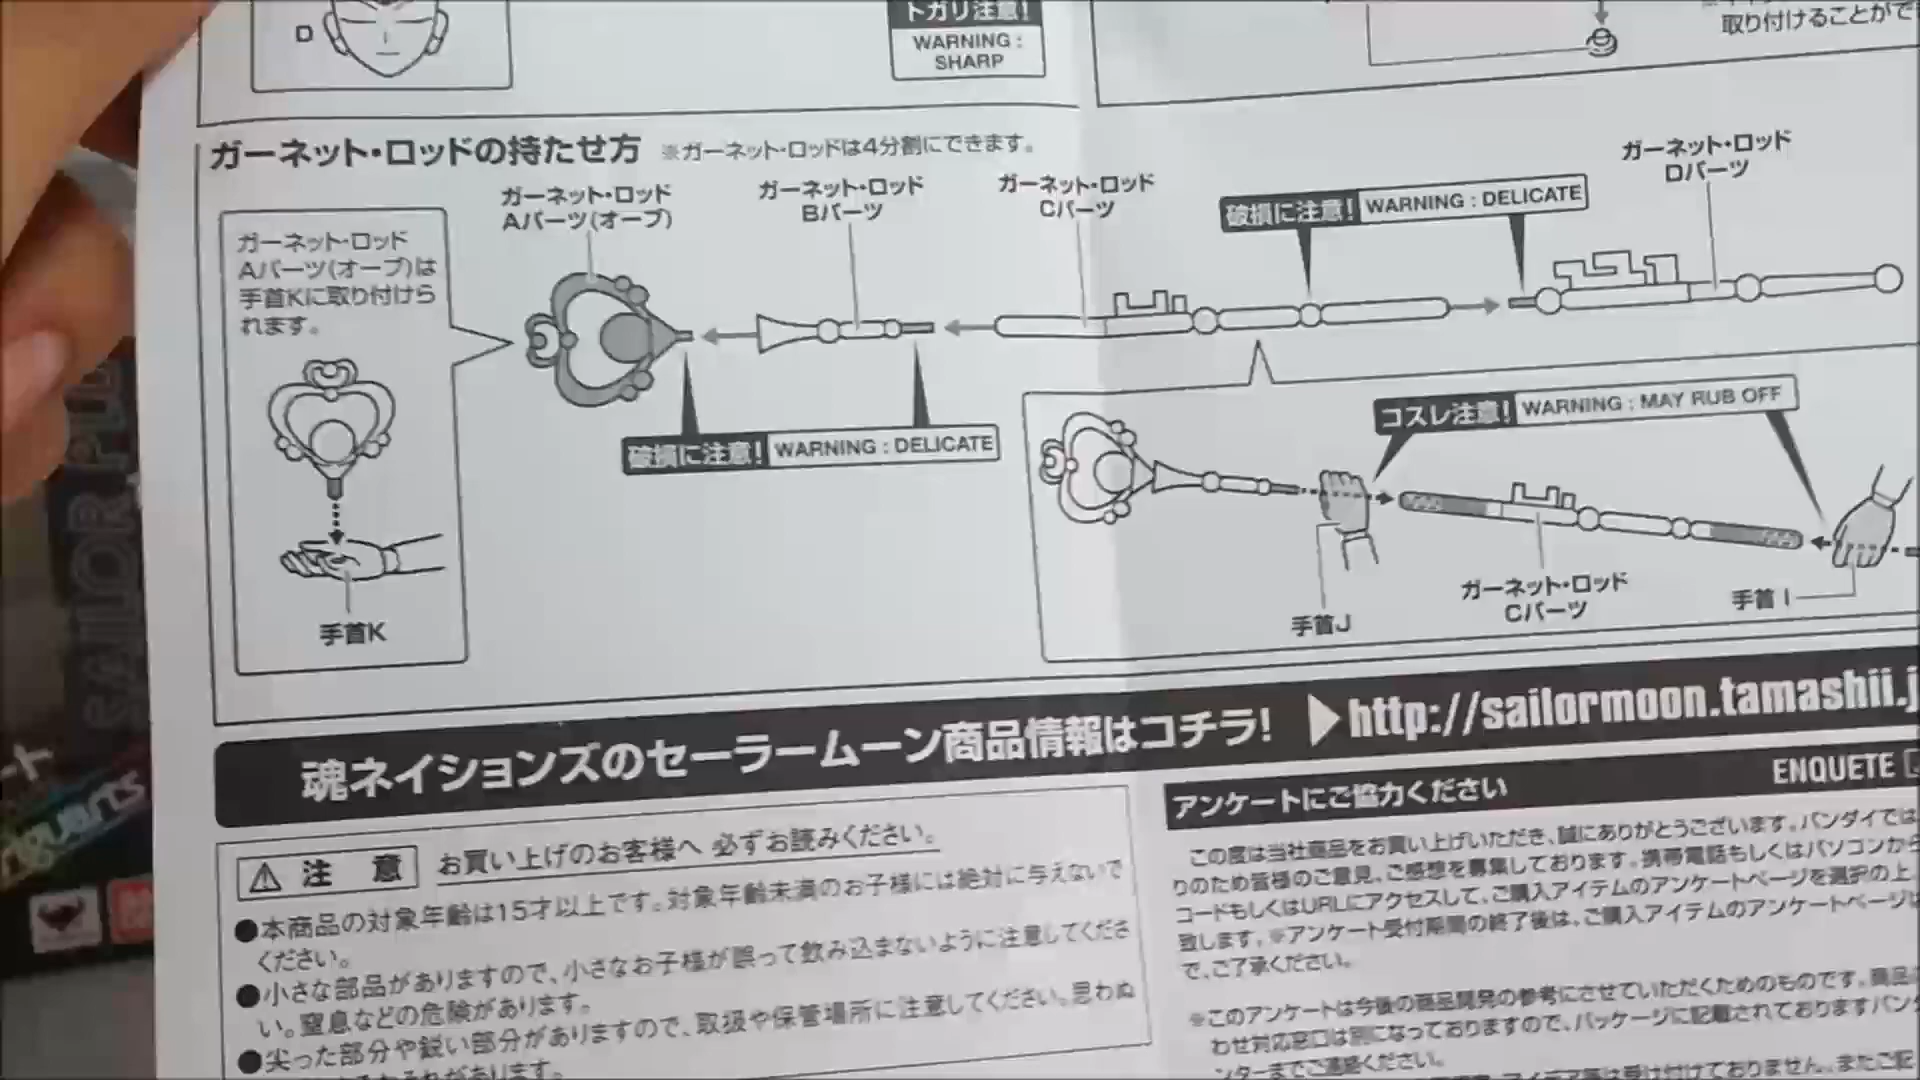 D
トガリ注意!
WARNING :
SHARP
取り付けることがで
ガーネット・ロッドの持たせ方 ※ガーネット・ロッドは4分割にできます。
ガーネット・ロッド
Aパーツ(オーブ)は
手首Kに取り付けら
れます。
手首K
ガーネット・ロッド
Aパーツ(オーブ)
ガーネット・ロッド
Bパーツ
ガーネット・ロッド
Cパーツ
ガーネット・ロッド
Dパーツ
破損に注意! WARNING : DELICATE
破損に注意! WARNING : DELICATE
コスレ注意! WARNING : MAY RUB OFF
手首J
ガーネット・ロッド
Cパーツ
手首I
魂ネイションズのセーラームーン商品情報はコチラ! ▶http://sailormoon.tamashii.j
⚠注 意 お買い上げのお客様へ 必ずお読みください。
●本商品の対象年齢は15才以上です。対象年齢未満のお子様には絶対に与えないで
ください。
●小さな部品がありますので、小さなお子様が誤って飲み込まないように注意してくださ
い。窒息などの危険があります。
●尖った部分や鋭い部分がありますので、取扱や保管場所に注意してください。思わぬ
があります。
アンケートにご協力ください ENQUETE
この度は当社商品をお買い上げいただき、誠にありがとうございます。バンダイでは
りのため皆様のご意見、ご感想を募集しております。携帯電話もしくはパソコンから
コードもしくはURLにアクセスして、ご購入アイテムのアンケートページを選択の上
致します。※アンケート受付期間の終了後は、ご購入アイテムのアンケートページは
で、ご了承ください。
※このアンケートは今後の商品開発の参考にさせていただくためのものです。商品
わせ対応窓口は別になっておりますので、パッケージに記載されておりますバン
ンターまでご連絡ください。
は受け付けておりません。またご記
SAILOR PLU